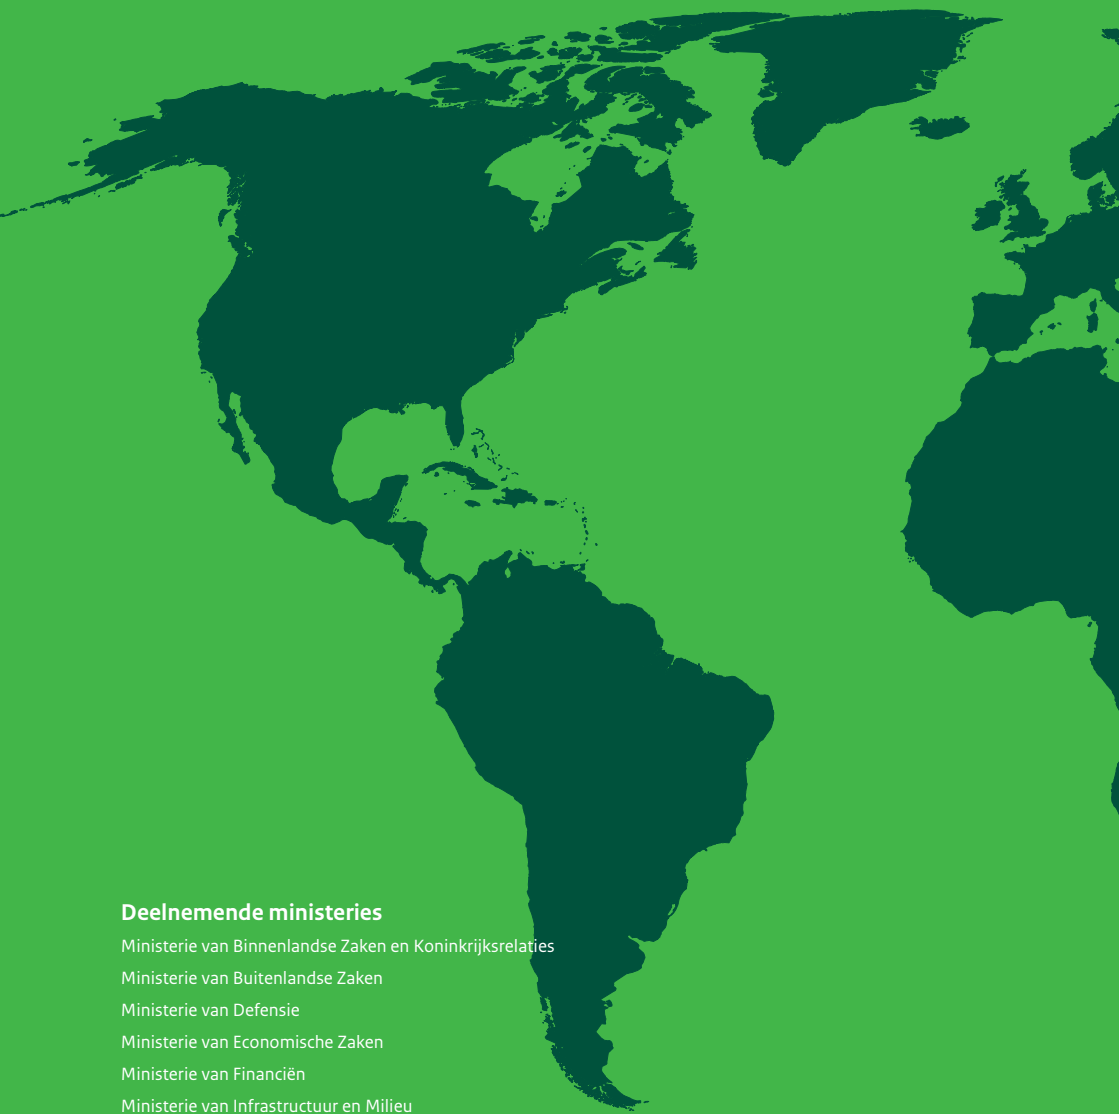 Deelnemende ministeries
Ministerie van Binnenlandse Zaken en Koninkrijksrelaties
Ministerie van Buitenlandse Zaken
Ministerie van Defensie
Ministerie van Economische Zaken
Ministerie van Financiën
Ministerie van Infrastructuur en Milieu